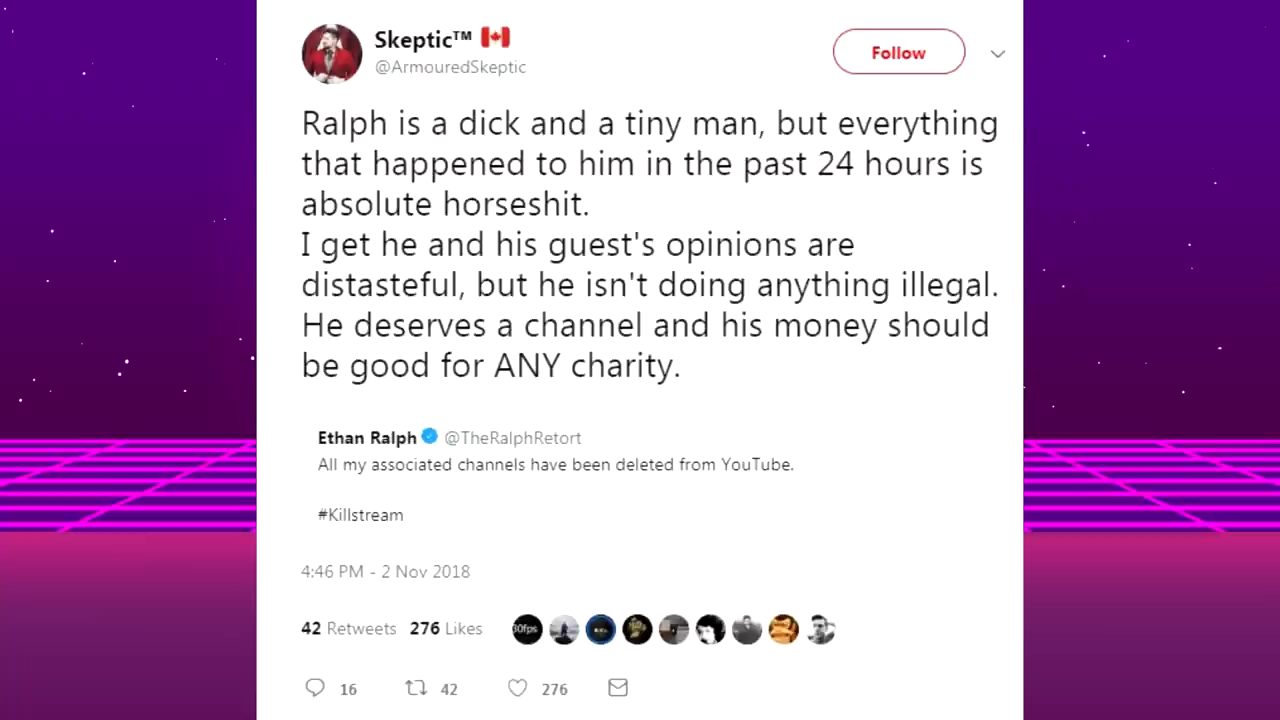 Skeptic™
@ArmouredSkeptic
Follow
Ralph is a dick and a tiny man, but everything
that happened to him in the past 24 hours is
absolute horseshit.
I get he and his guest's opinions are
distasteful, but he isn't doing anything illegal.
He deserves a channel and his money should
be good for ANY charity.
Ethan Ralph @TheRalphRetort
All my associated channels have been deleted from YouTube.
#Killstream
4:46 PM - 2 Nov 2018
42 Retweets 276 Likes
30fps
16 42 276